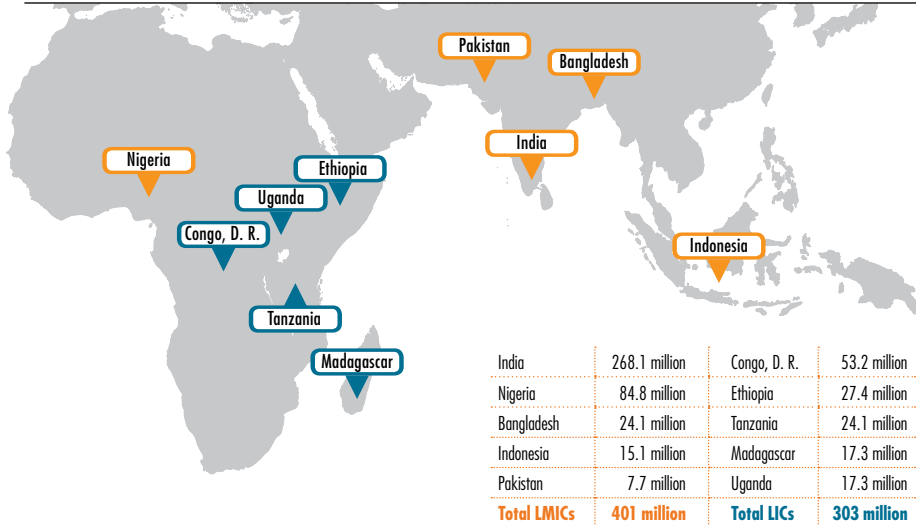 Pakistan
Bangladesh
India
Nigeria
Ethiopia
Uganda
Congo, D. R.
Indonesia
Tanzania
Madagascar
India 268.1 million Congo, D. R. 53.2 million
Nigeria 84.8 million Ethiopia 27.4 million
Bangladesh 24.1 million Tanzania 24.1 million
Indonesia 15.1 million Madagascar 17.3 million
Pakistan 7.7 million Uganda 17.3 million
Total LMICs 401 million Total LICs 303 million